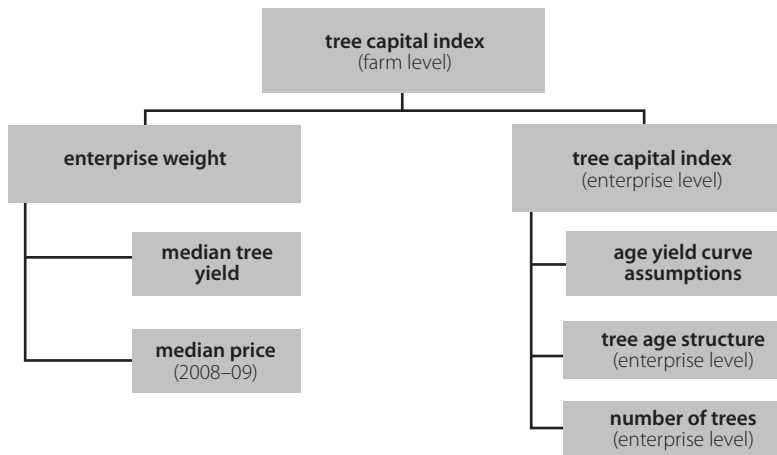 tree capital index
(farm level)
enterprise weight
tree capital index
(enterprise level)
median tree
yield
age yield curve
assumptions
median price
(2008–09)
tree age structure
(enterprise level)
number of trees
(enterprise level)